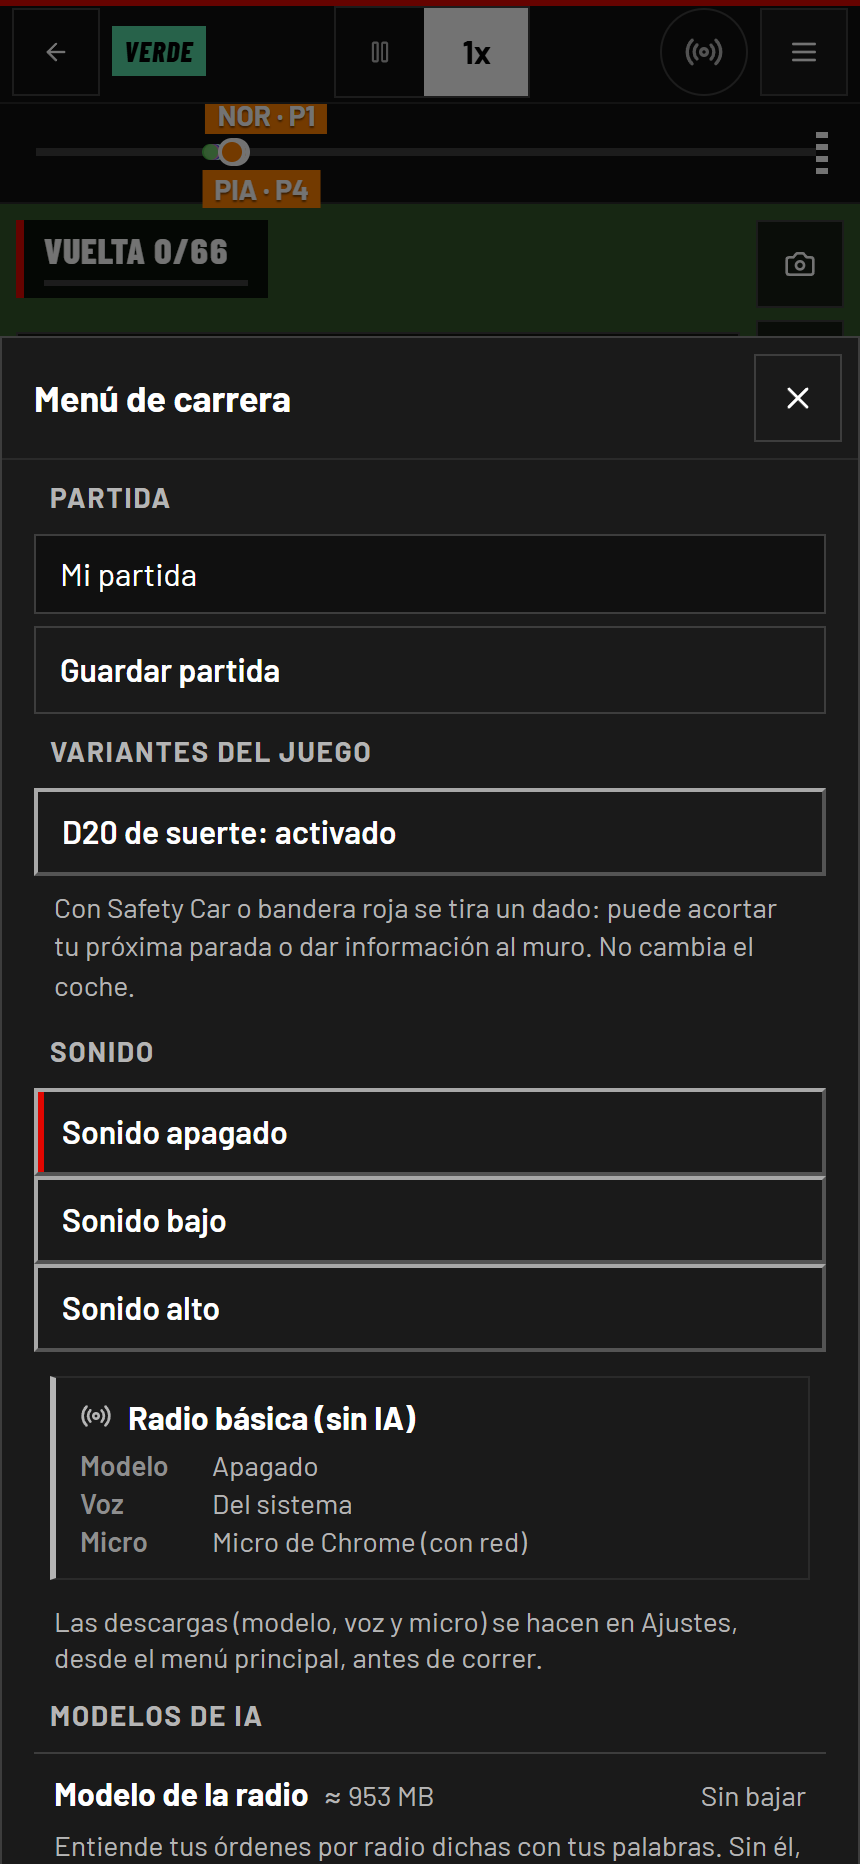 VERDE
1x
NOR · P1
PIA · P4
VUELTA 0/66
Menú de carrera
PARTIDA
Mi partida
Guardar partida
VARIANTES DEL JUEGO
D20 de suerte: activado
Con Safety Car o bandera roja se tira un dado: puede acortar
tu próxima parada o dar información al muro. No cambia el
coche.
SONIDO
Sonido apagado
Sonido bajo
Sonido alto
Radio básica (sin IA)
Modelo Apagado
Voz Del sistema
Micro Micro de Chrome (con red)
Las descargas (modelo, voz y micro) se hacen en Ajustes,
desde el menú principal, antes de correr.
MODELOS DE IA
Modelo de la radio ≈ 953 MB Sin bajar
Entiende tus órdenes por radio dichas con tus palabras. Sin él,